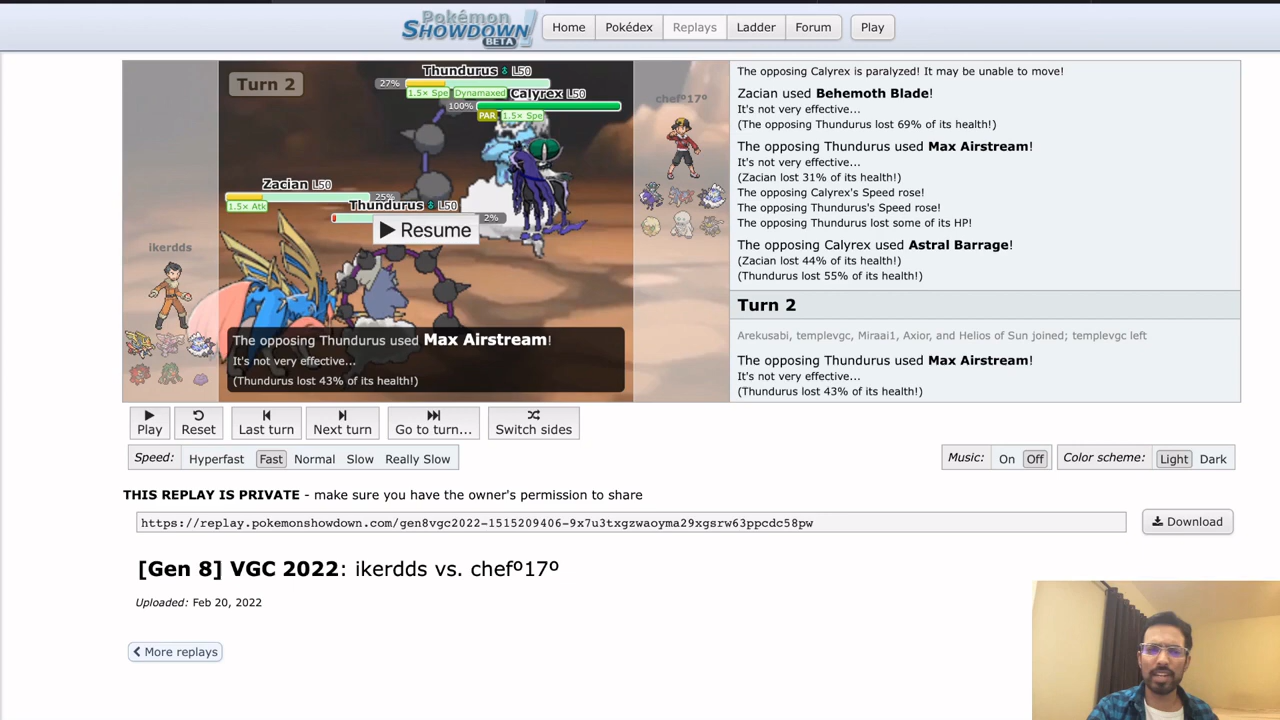 Pokémon
SHOWDOWN!
BETA
Home
Pokédex
Replays
Ladder
Forum
Play
Turn 2
Thundurus ♂ L50
27%
1.5× Spe
Dynamaxed
Calyrex L50
100%
PAR
1.5× Spe
Zacian L50
25%
1.5× Atk
Thundurus ♂ L50
2%
Resume
ikerdds
chefº17º
The opposing Thundurus used Max Airstream!
It's not very effective...
(Thundurus lost 43% of its health!)
The opposing Calyrex is paralyzed! It may be unable to move!
Zacian used Behemoth Blade!
It's not very effective...
(The opposing Thundurus lost 69% of its health!)
The opposing Thundurus used Max Airstream!
It's not very effective...
(Zacian lost 31% of its health!)
The opposing Calyrex's Speed rose!
The opposing Thundurus's Speed rose!
The opposing Thundurus lost some of its HP!
The opposing Calyrex used Astral Barrage!
(Zacian lost 44% of its health!)
(Thundurus lost 55% of its health!)
Turn 2
Arekusabi, templevgc, Miraai1, Axior, and Helios of Sun joined; templevgc left
The opposing Thundurus used Max Airstream!
It's not very effective...
(Thundurus lost 43% of its health!)
Play
Reset
Last turn
Next turn
Go to turn...
Switch sides
Speed: Hyperfast Fast Normal Slow Really Slow
Music: On Off
Color scheme: Light Dark
THIS REPLAY IS PRIVATE - make sure you have the owner's permission to share
https://replay.pokemonshowdown.com/gen8vgc2022-1515209406-9x7u3txgzwaoyma29xgsrw63ppcdc58pw
Download
[Gen 8] VGC 2022: ikerdds vs. chefº17º
Uploaded: Feb 20, 2022
More replays